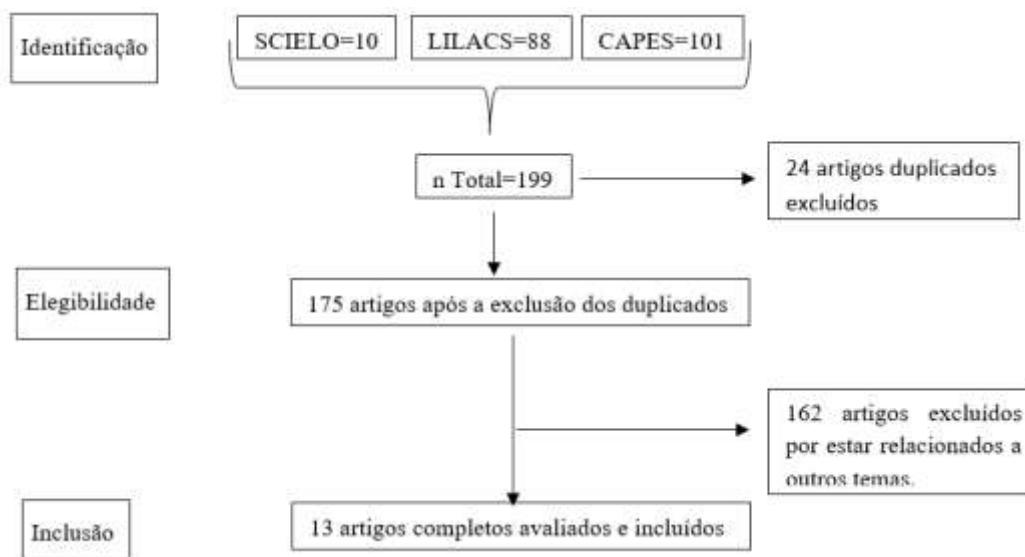 Identificação
SCIELO=10
LILACS=88
CAPES=101
n Total=199
24 artigos duplicados
excluídos
Elegibilidade
175 artigos após a exclusão dos duplicados
162 artigos excluídos
por estar relacionados a
outros temas.
Inclusão
13 artigos completos avaliados e incluídos